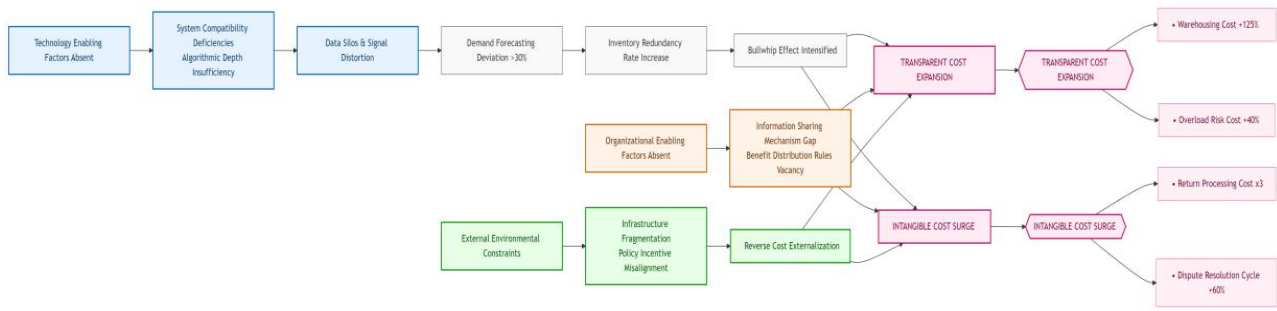 Technology Enabling
Factors Absent
System Compatibility
Deficiencies
Algorithmic Depth
Insufficiency
Data Silos & Signal
Distortion
Demand Forecasting
Deviation >30%
Inventory Redundancy
Rate Increase
Bullwhip Effect Intensified
TRANSPARENT COST
EXPANSION
TRANSPARENT COST
EXPANSION
• Warehousing Cost +125%
• Overload Risk Cost +40%
Organizational Enabling
Factors Absent
Information Sharing
Mechanism Gap
Benefit Distribution Rules
Vacancy
External Environmental
Constraints
Infrastructure
Fragmentation
Policy Incentive
Misalignment
Reverse Cost Externalization
INTANGIBLE COST SURGE
INTANGIBLE COST SURGE
• Return Processing Cost x3
• Dispute Resolution Cycle
+60%